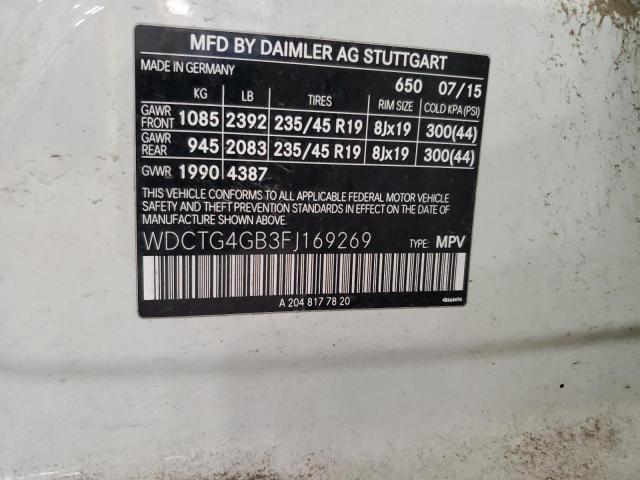 MFD BY DAIMLER AG STUTTGART
MADE IN GERMANY 650 07/15
KG LB TIRES RIM SIZE COLD KPA(PSI)
GAWR FRONT 1085 2392 235/45 R19 8Jx19 300(44)
GAWR REAR 945 2083 235/45 R19 8Jx19 300(44)
GVWR 1990 4387
THIS VEHICLE CONFORMS TO ALL APPLICABLE FEDERAL MOTOR VEHICLE
SAFETY AND THEFT PREVENTION STANDARDS IN EFFECT ON THE DATE OF
MANUFACTURE SHOWN ABOVE.
WDCTG4GB3FJ169269 TYPE: MPV
A 204 817 78 20